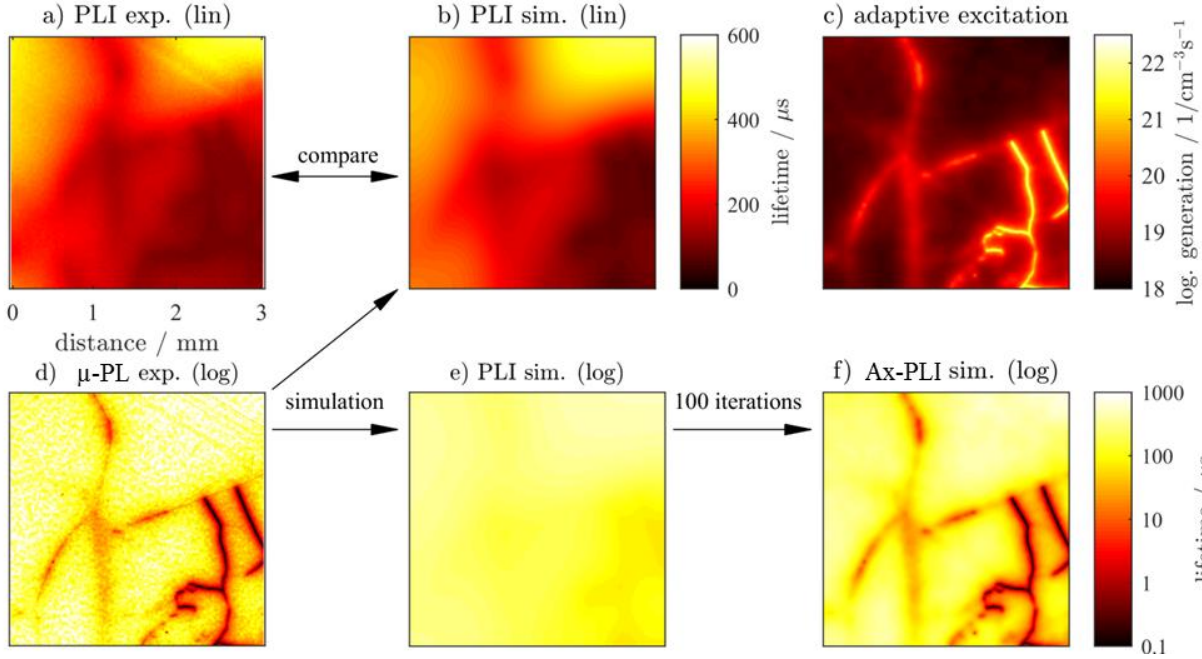 a) PLI exp. (lin)
b) PLI sim. (lin)
c) adaptive excitation
600
400
200
0
lifetime / μs
22
21
20
19
18
log. generation / 1/cm⁻³s⁻¹
compare
0 1 2 3
distance / mm
d) μ-PL exp. (log)
e) PLI sim. (log)
f) Ax-PLI sim. (log)
simulation
100 iterations
1000
100
10
1
0.1